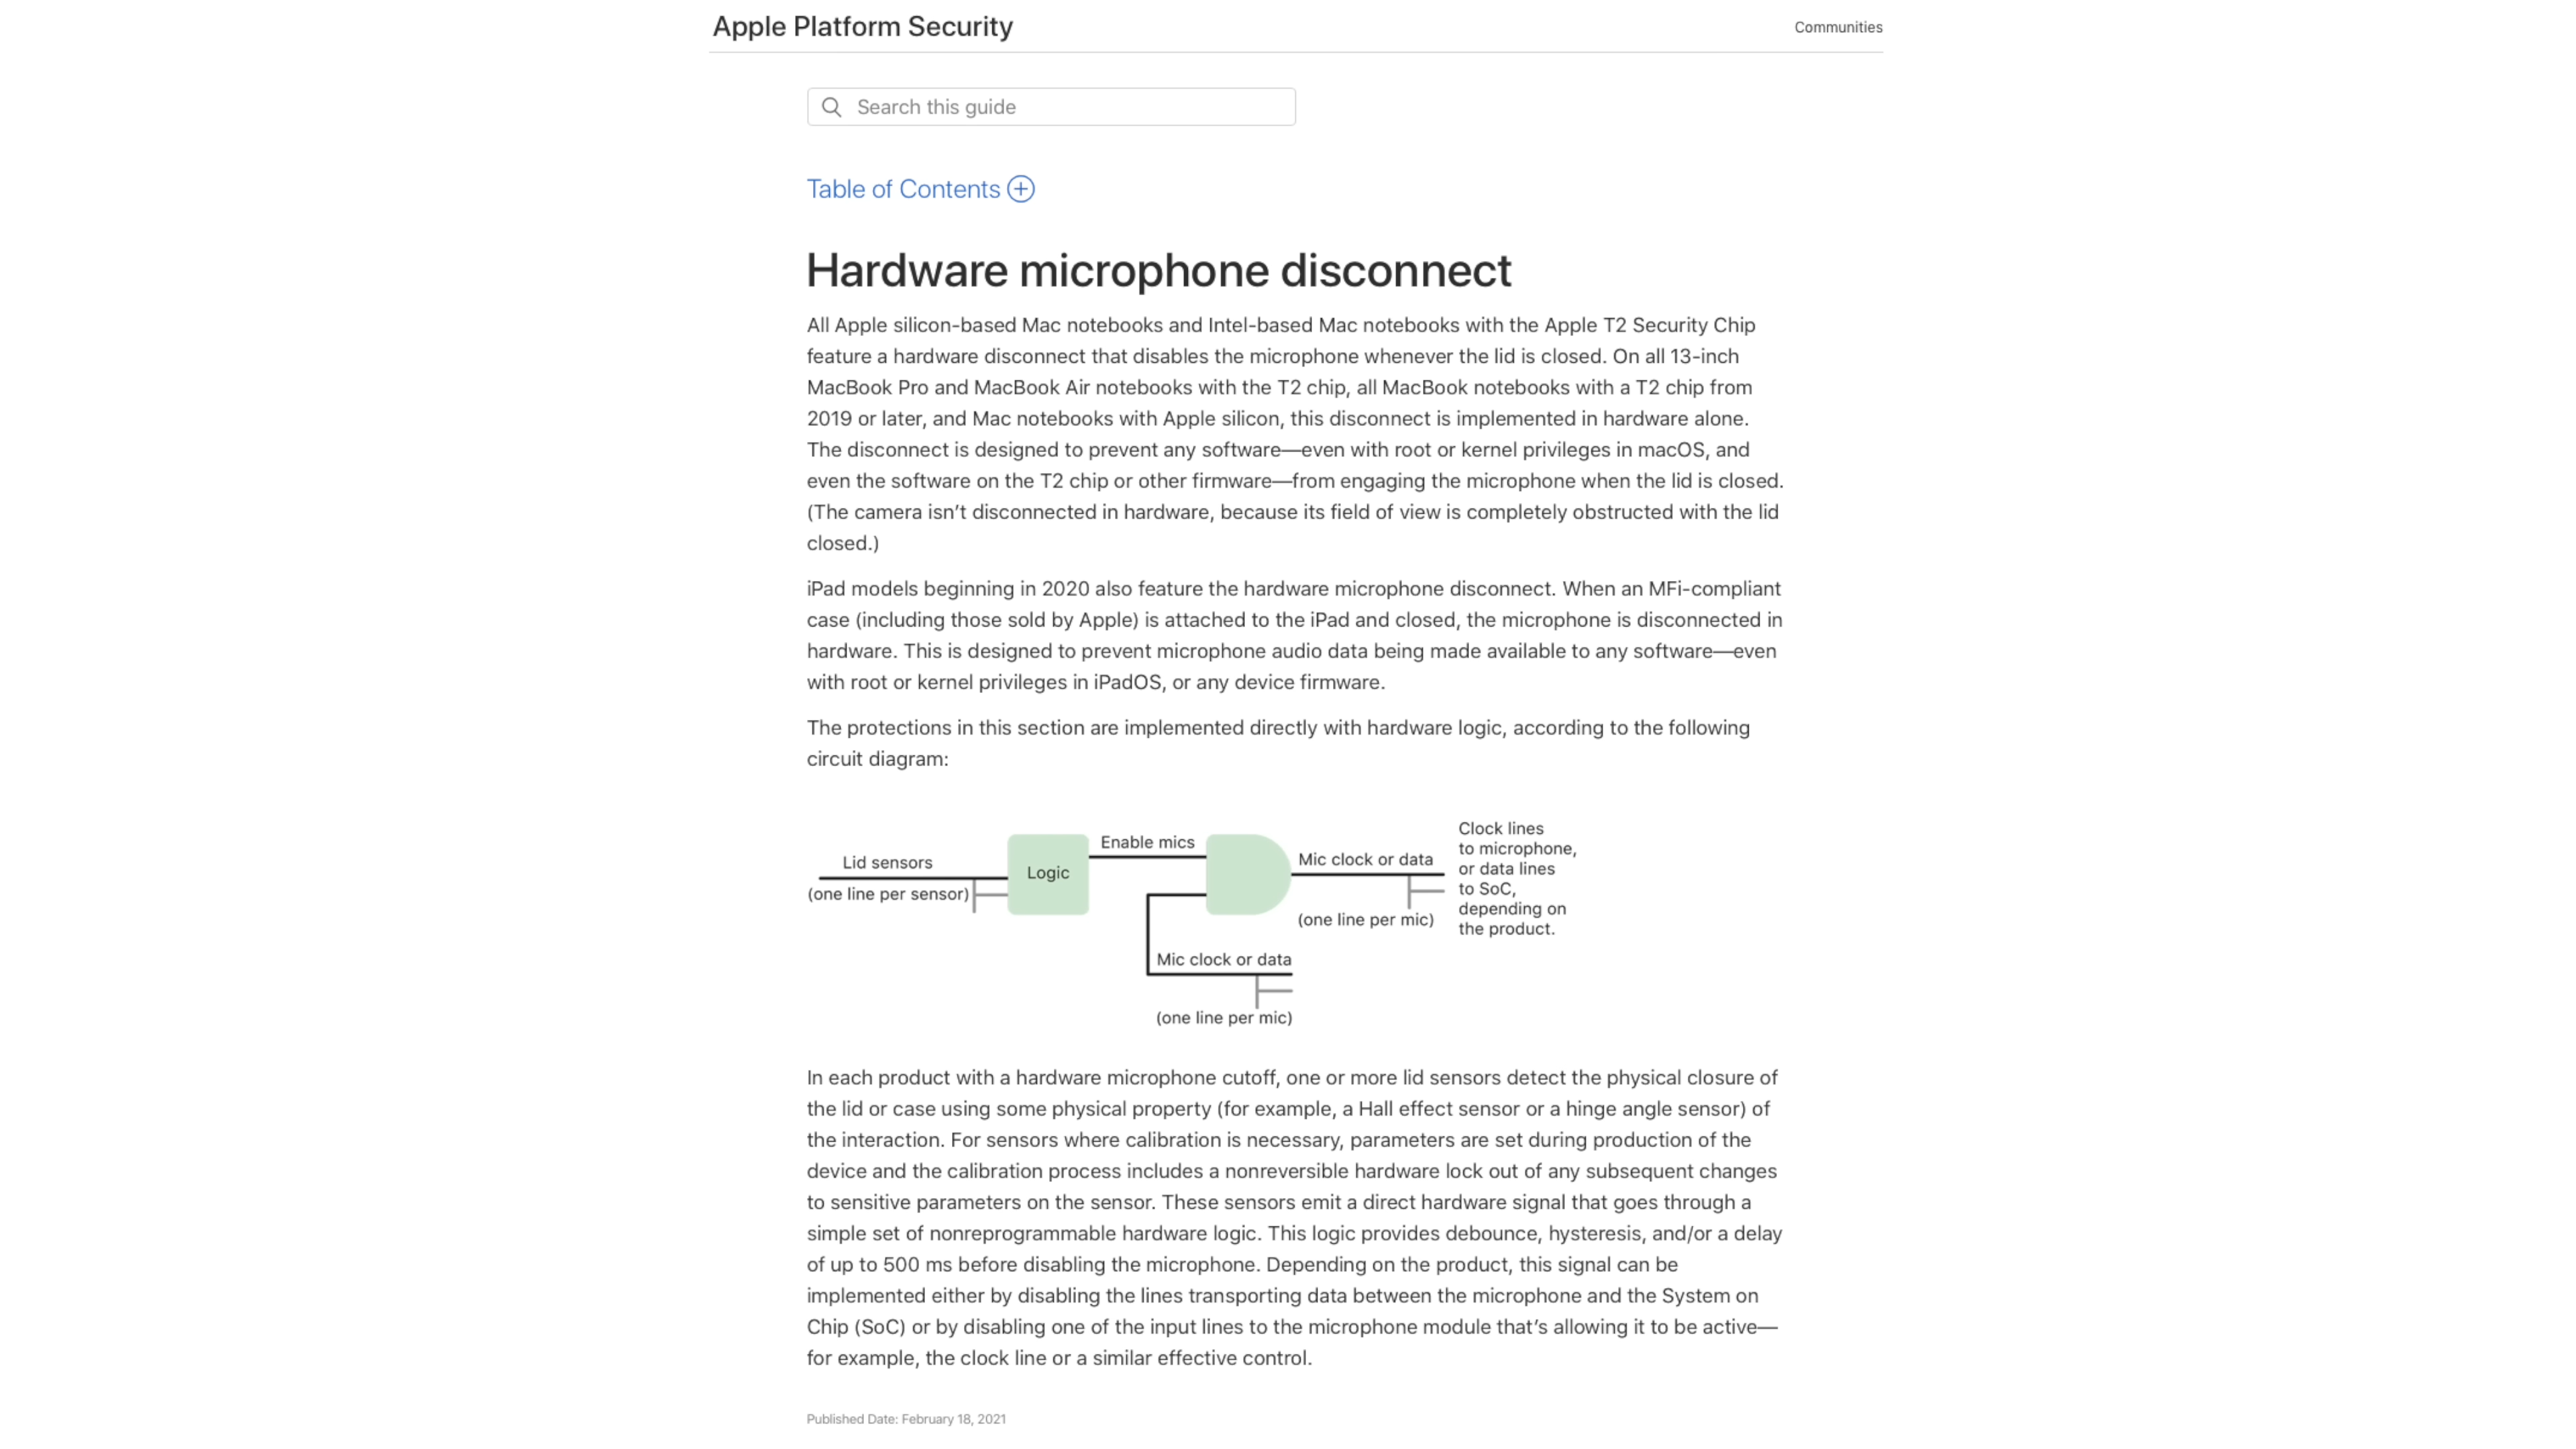 Apple Platform Security
Communities
Search this guide
Table of Contents
Hardware microphone disconnect
All Apple silicon-based Mac notebooks and Intel-based Mac notebooks with the Apple T2 Security Chip
feature a hardware disconnect that disables the microphone whenever the lid is closed. On all 13-inch
MacBook Pro and MacBook Air notebooks with the T2 chip, all MacBook notebooks with a T2 chip from
2019 or later, and Mac notebooks with Apple silicon, this disconnect is implemented in hardware alone.
The disconnect is designed to prevent any software—even with root or kernel privileges in macOS, and
even the software on the T2 chip or other firmware—from engaging the microphone when the lid is closed.
(The camera isn’t disconnected in hardware, because its field of view is completely obstructed with the lid
closed.)
iPad models beginning in 2020 also feature the hardware microphone disconnect. When an MFi-compliant
case (including those sold by Apple) is attached to the iPad and closed, the microphone is disconnected in
hardware. This is designed to prevent microphone audio data being made available to any software—even
with root or kernel privileges in iPadOS, or any device firmware.
The protections in this section are implemented directly with hardware logic, according to the following
circuit diagram:
Lid sensors
(one line per sensor)
Logic
Enable mics
Mic clock or data
(one line per mic)
Mic clock or data
(one line per mic)
Clock lines
to microphone,
or data lines
to SoC,
depending on
the product.
In each product with a hardware microphone cutoff, one or more lid sensors detect the physical closure of
the lid or case using some physical property (for example, a Hall effect sensor or a hinge angle sensor) of
the interaction. For sensors where calibration is necessary, parameters are set during production of the
device and the calibration process includes a nonreversible hardware lock out of any subsequent changes
to sensitive parameters on the sensor. These sensors emit a direct hardware signal that goes through a
simple set of nonreprogrammable hardware logic. This logic provides debounce, hysteresis, and/or a delay
of up to 500 ms before disabling the microphone. Depending on the product, this signal can be
implemented either by disabling the lines transporting data between the microphone and the System on
Chip (SoC) or by disabling one of the input lines to the microphone module that’s allowing it to be active—
for example, the clock line or a similar effective control.
Published Date: February 18, 2021